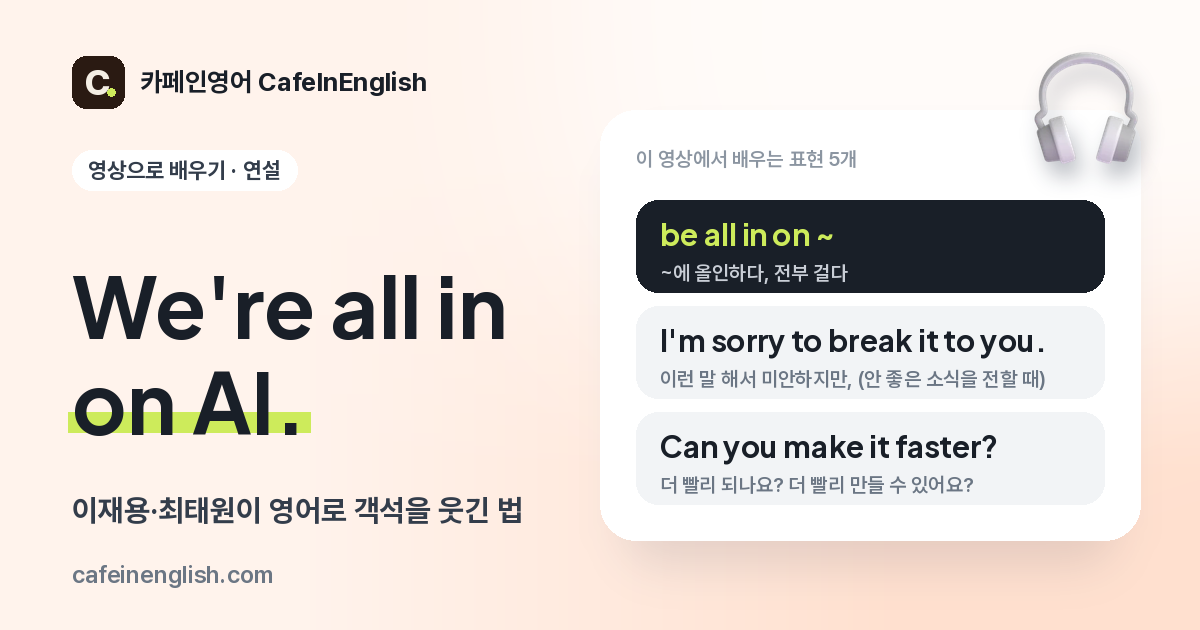 C.
카페인영어 CafeInEnglish
영상으로 배우기 · 연설
We're all in
on AI.
이재용·최태원이 영어로 객석을 웃긴 법
cafeinenglish.com
이 영상에서 배우는 표현 5개
be all in on ~
~에 올인하다, 전부 걸다
I'm sorry to break it to you.
이런 말 해서 미안하지만, (안 좋은 소식을 전할 때)
Can you make it faster?
더 빨리 되나요? 더 빨리 만들 수 있어요?